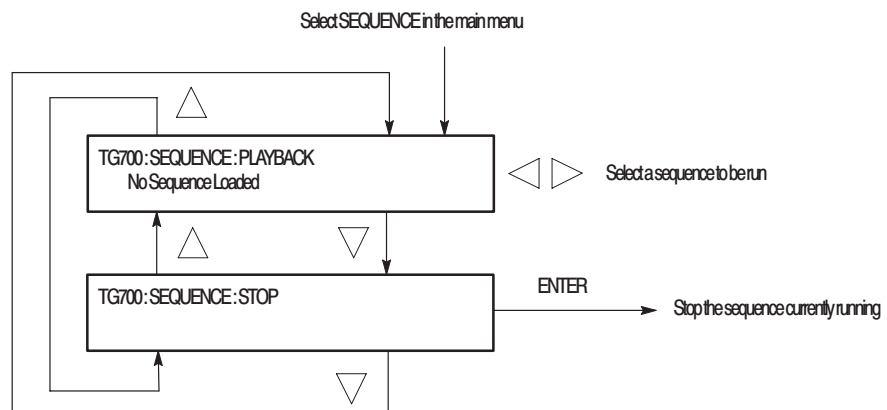 Select SEQUENCE in the main menu
TG700 : SEQUENCE : PLAYBACK
No Sequence Loaded
Select a sequence to be run
TG700 : SEQUENCE : STOP
ENTER
Stop the sequence currently running